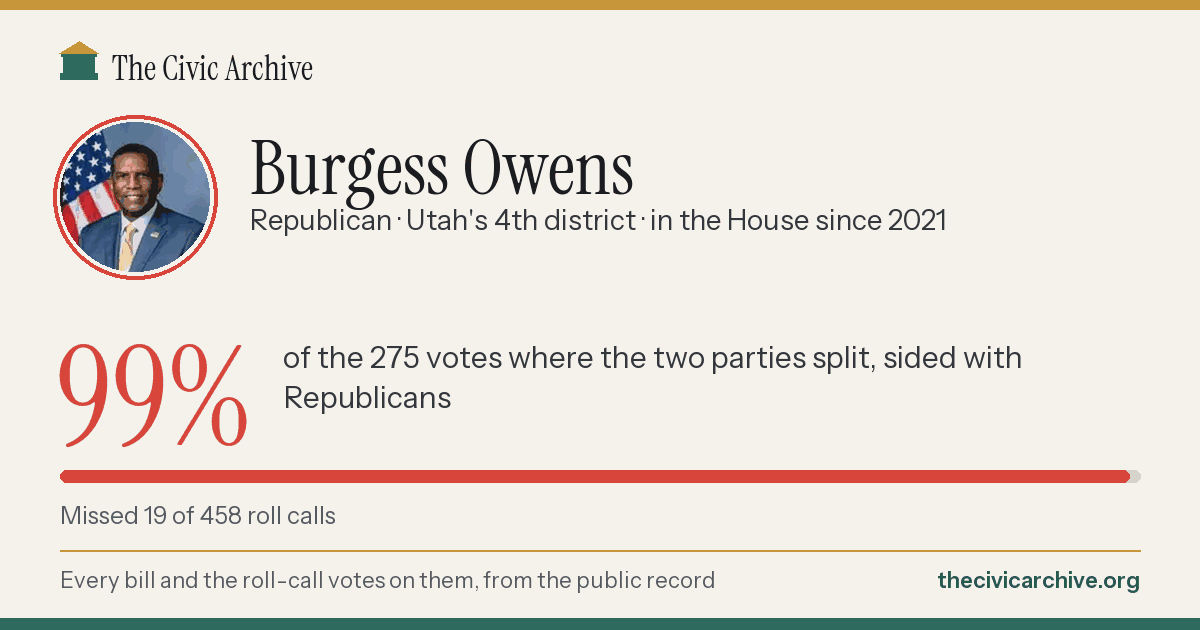 The Civic Archive
Burgess Owens
Republican · Utah's 4th district · in the House since 2021
99%
of the 275 votes where the two parties split, sided with
Republicans
Missed 19 of 458 roll calls
Every bill and the roll-call votes on them, from the public record
thecivicarchive.org